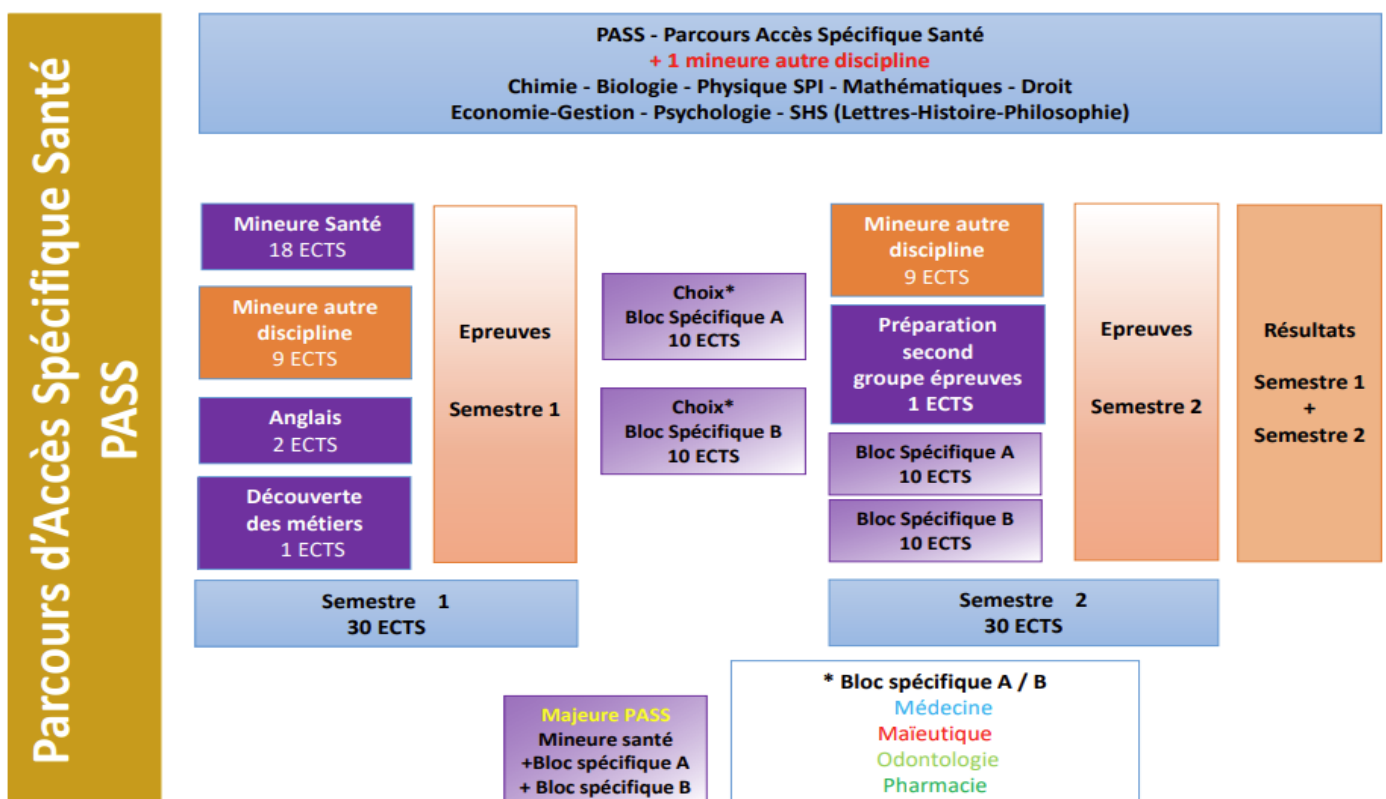 Parcours d'Accès Spécifique Santé
PASS
PASS - Parcours Accès Spécifique Santé
+ 1 mineure autre discipline
Chimie - Biologie - Physique SPI - Mathématiques - Droit
Economie-Gestion - Psychologie - SHS (Lettres-Histoire-Philosophie)
Mineure Santé
18 ECTS
Mineure autre
discipline
9 ECTS
Anglais
2 ECTS
Découverte
des métiers
1 ECTS
Epreuves
Semestre 1
Semestre 1
30 ECTS
Choix*
Bloc Spécifique A
10 ECTS
Choix*
Bloc Spécifique B
10 ECTS
Mineure autre
discipline
9 ECTS
Préparation
second
groupe épreuves
1 ECTS
Bloc Spécifique A
10 ECTS
Bloc Spécifique B
10 ECTS
Epreuves
Semestre 2
Semestre 2
30 ECTS
Résultats
Semestre 1
+
Semestre 2
Majeure PASS
Mineure santé
+Bloc spécifique A
+ Bloc spécifique B
* Bloc spécifique A / B
Médecine
Maïeutique
Odontologie
Pharmacie